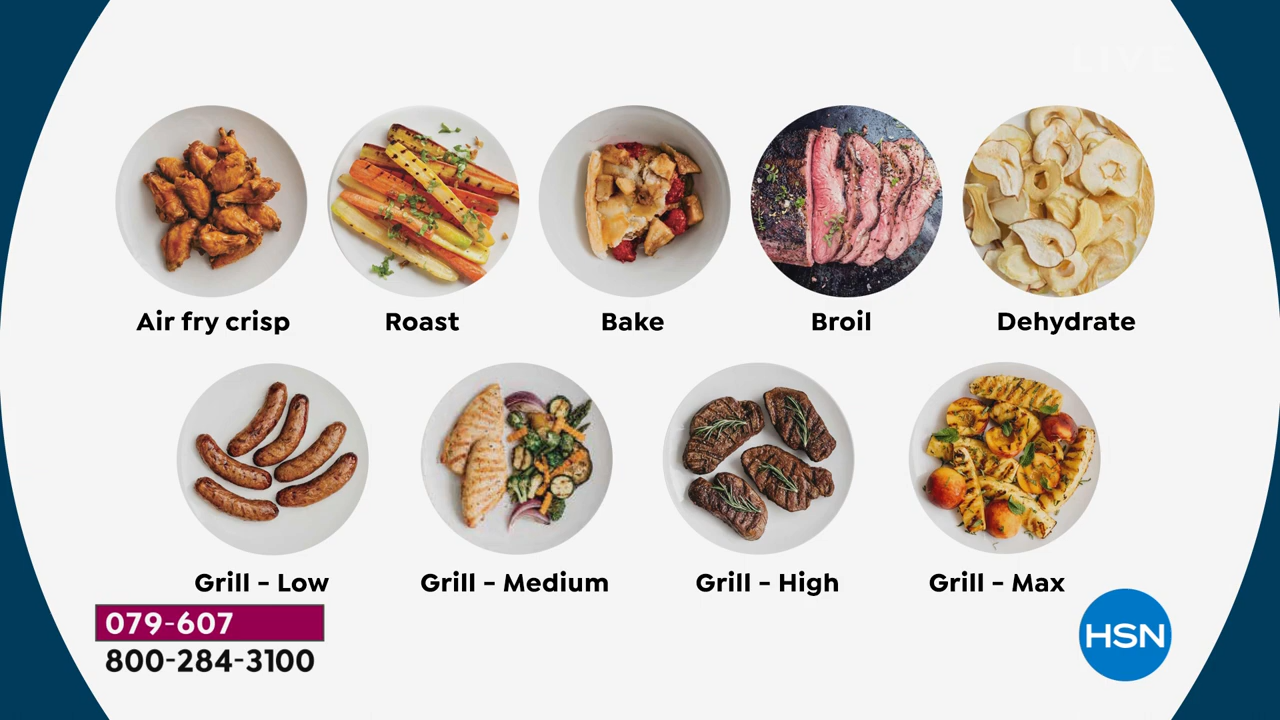 LIVE
Air fry crisp
Roast
Bake
Broil
Dehydrate
Grill - Low
Grill - Medium
Grill - High
Grill - Max
079-607
800-284-3100
HSN